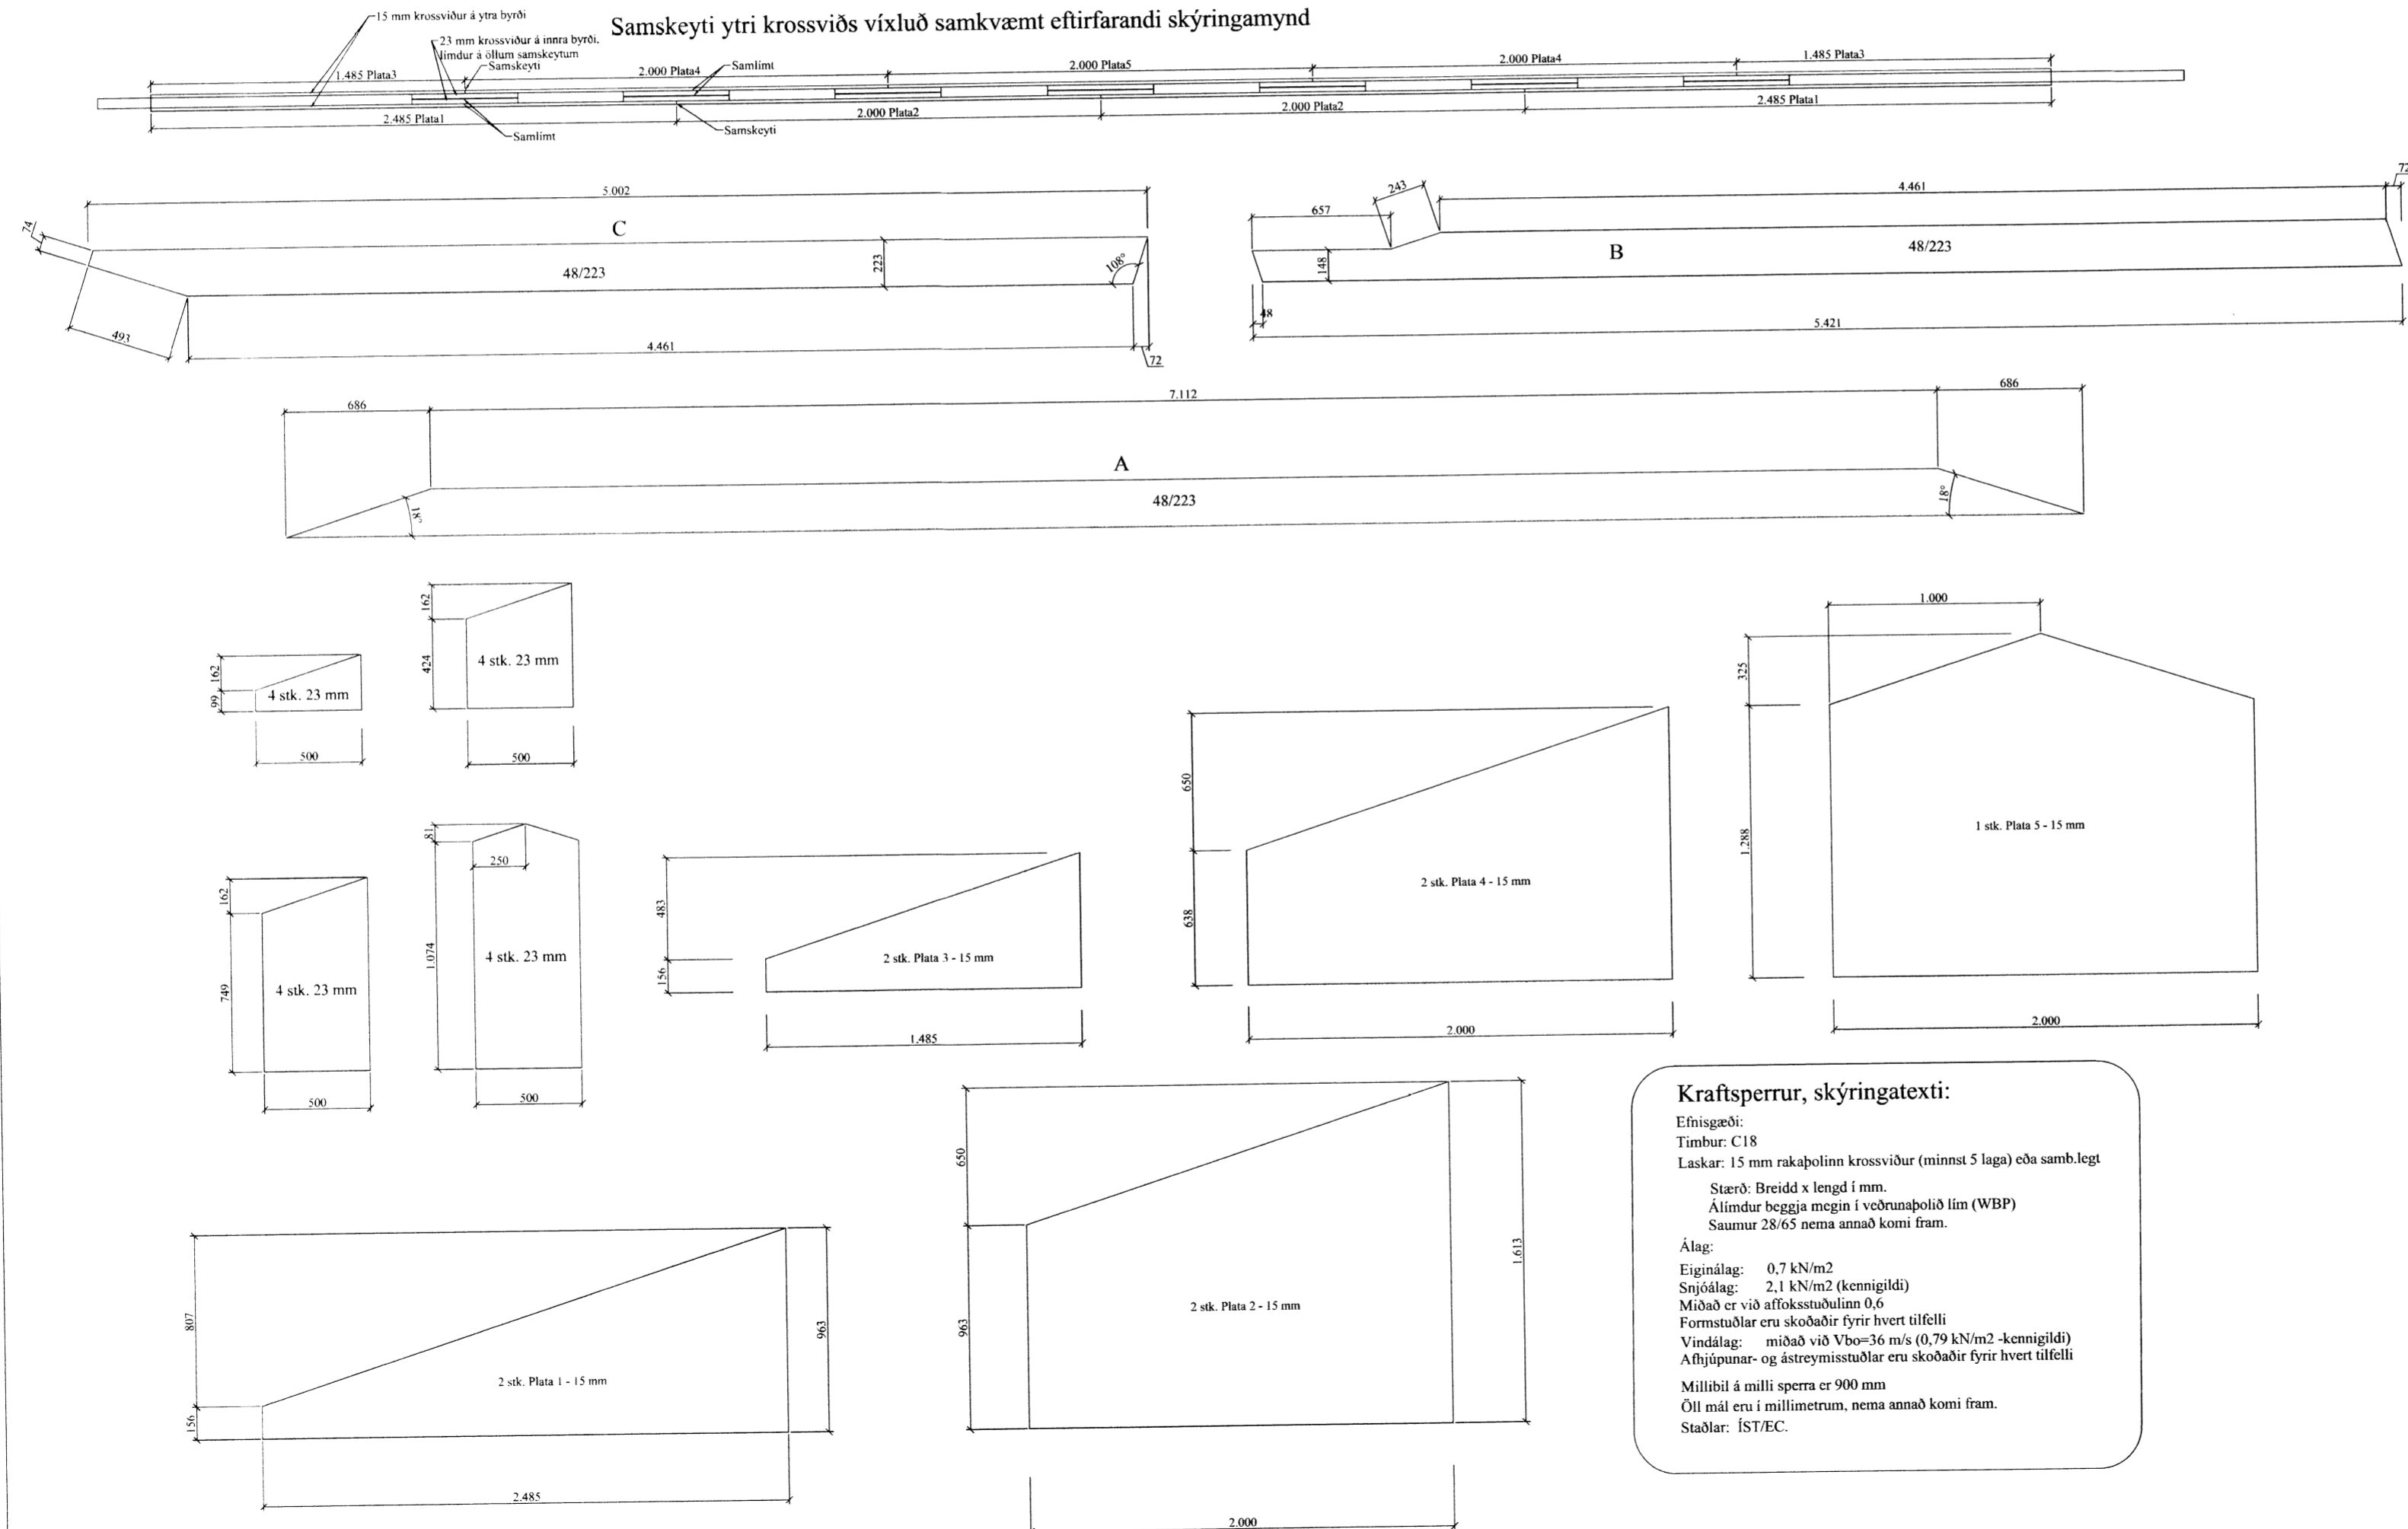 Samskeyti ytri krossviðs víxluð samkvæmt eftirfarandi skýringamynd
15 mm krossviður á ytra byrði
23 mm krossviður á innra byrði,
límdur á öllum samskeytum
Samskeyti
Samlimt
1.485 Plata3
2.000 Plata4
2.000 Plata5
2.000 Plata4
1.485 Plata3
2.485 Plata1
2.000 Plata2
2.000 Plata2
2.485 Plata1
Samlimt
Samskeyti
5.002
74
C
48/223
223
108°
493
4.461
72
243
657
4.461
72
148
B
48/223
48
5.421
686
7.112
686
A
18°
48/223
18°
162
99
4 stk. 23 mm
500
162
424
4 stk. 23 mm
500
162
749
4 stk. 23 mm
500
81
250
1.074
4 stk. 23 mm
500
483
156
2 stk. Plata 3 - 15 mm
1.485
650
638
2 stk. Plata 4 - 15 mm
2.000
1.000
325
1.288
1 stk. Plata 5 - 15 mm
2.000
807
156
2 stk. Plata 1 - 15 mm
963
2.485
650
963
2 stk. Plata 2 - 15 mm
1.613
2.000
Kraftsperrur, skýringatexti:
Efnisgæði:
Timbur: C18
Laskar: 15 mm rakaþolinn krossviður (minnst 5 laga) eða samb.legt
Stærð: Breidd x lengd í mm.
Álímdur beggja megin í veðrunaþolið lím (WBP)
Saumur 28/65 nema annað komi fram.
Álag:
Eiginálag: 0,7 kN/m2
Snjóálag: 2,1 kN/m2 (kennigildi)
Miðað er við affoksstuðulinn 0,6
Formstuðlar eru skoðaðir fyrir hvert tilfelli
Vindálag: miðað við Vbo=36 m/s (0,79 kN/m2 -kennigildi)
Afhjúpunar- og ástreymisstuðlar eru skoðaðir fyrir hvert tilfelli
Millibil á milli sperra er 900 mm
Öll mál eru í millimetrum, nema annað komi fram.
Staðlar: ÍST/EC.